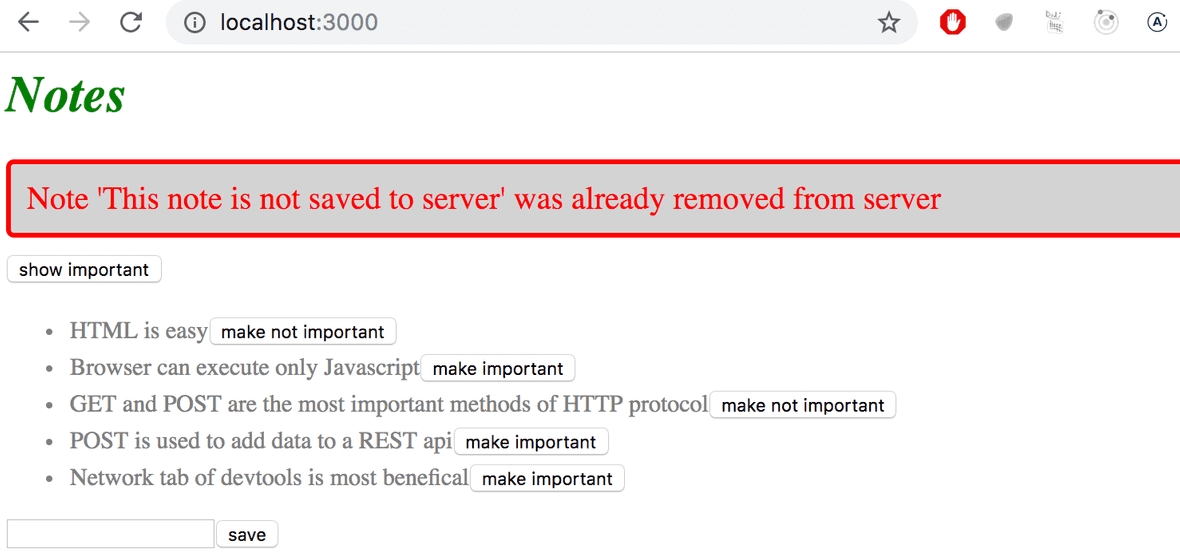 localhost:3000
Notes
Note 'This note is not saved to server' was already removed from server
show important
HTML is easy make not important
Browser can execute only Javascript make important
GET and POST are the most important methods of HTTP protocol make not important
POST is used to add data to a REST api make important
Network tab of devtools is most benefical make important
save